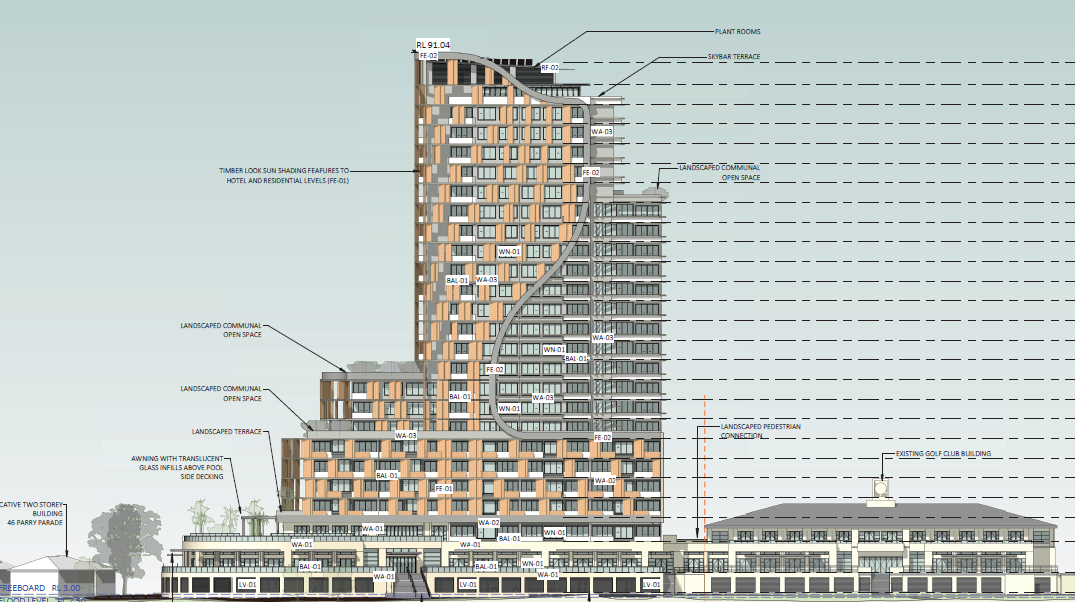 PLANT ROOMS
RL 91.04
FE-02
RF-02
SKYBAR TERRACE
WA-03
TIMBER LOOK SUN SHADING FEAFURES TO
HOTEL AND RESIDENTIAL LEVELS (FE-01)
FE-02
LANDSCAPED COMMUNAL
OPEN SPACE
WN-01
BAL-01
WA-03
LANDSCAPED COMMUNAL
OPEN SPACE
WA-03
WN-01
BAL-01
FE-02
LANDSCAPED COMMUNAL
OPEN SPACE
BAL-01
WA-03
WN-01
LANDSCAPED TERRACE
WA-03
FE-02
LANDSCAPED PEDESTRIAN
CONNECTION
EXISTING GOLF CLUB BUILDING
AWNING WITH TRANSLUCENT
GLASS INFILLS ABOVE POOL
SIDE DECKING
BAL-01
FE-01
WA-02
CATIVE TWO STOREY
BUILDING
46 PARRY PARADE
WA-01
WA-02
WN-01
BAL-01
WA-01
WA-01
BAL-01
BAL-01
WN-01
WA-01
WA-01
LV-01
LV-01
LV-01
FREEBOARD RL 3.00
FLOOD LEVEL